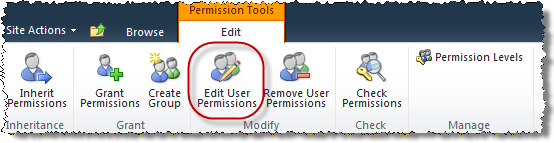 Permission Tools
Site Actions Browse Edit
Inherit Permissions
Grant Permissions
Create Group
Edit User Permissions
Remove User Permissions
Check Permissions
Permission Levels
Inheritance Grant Modify Check Manage